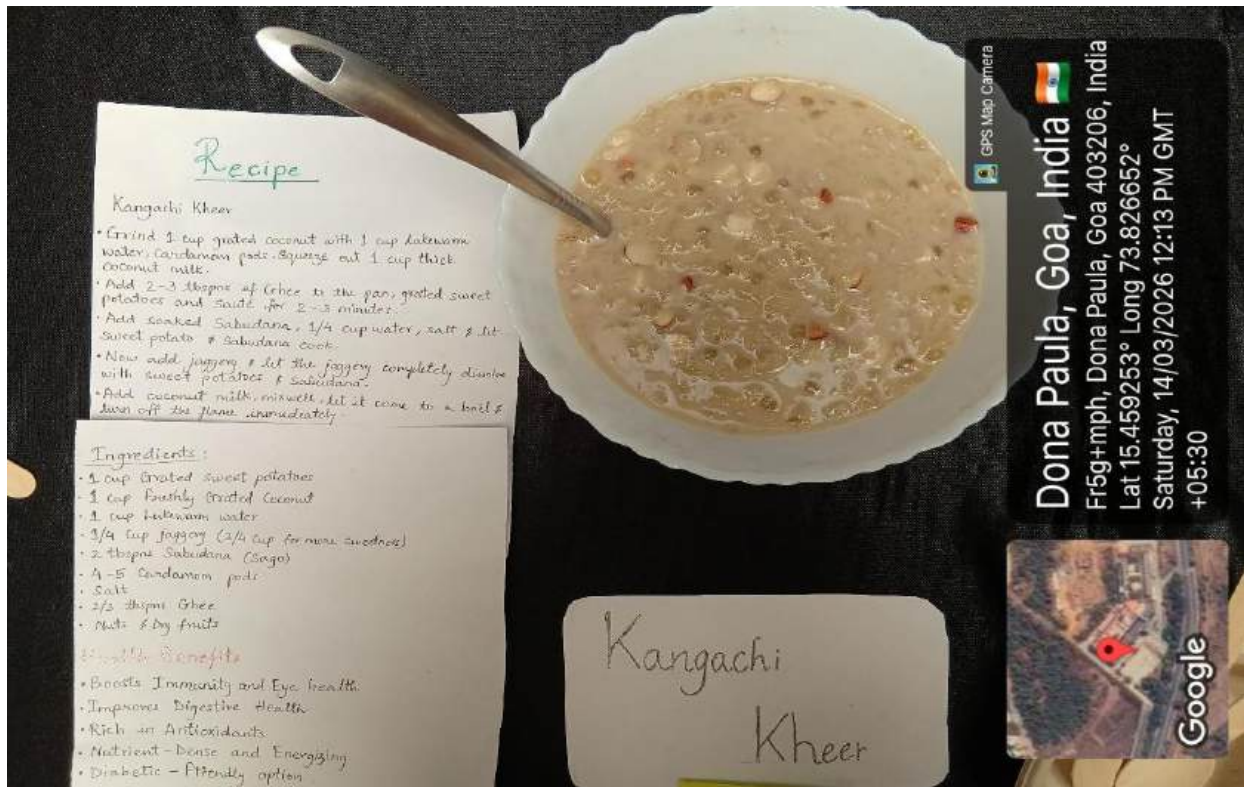 Recipe
Kangachi Kheer
• Grind 1 cup grated coconut with 1 cup lukewarm
water, Cardamom pods. Squeeze out 1 cup thick
coconut milk.
• Add 2-3 tbspns of Ghee to the pan, grated sweet
potatoes and Saute for 2-3 minutes.
• Add soaked Sabudana, 1/4 cup water, salt & let
sweet potato & Sabudana cook.
• Now add jaggery & let the jaggery completely dissolve
with sweet potatoes & Sabudana.
• Add coconut milk, mix well, let it come to a boil &
turn off the flame immediately.
Ingredients:
• 1 cup Grated sweet potatoes
• 1 cup Freshly Grated Coconut
• 1 cup Lukewarm water
• 3/4 Cup Jaggery (3/4 Cup for more sweetness)
• 2 tbspns Sabudana (Sago)
• 4-5 Cardamom pods
• Salt
• 2/3 tbspns Ghee
• Nuts & Dry fruits
Health Benefits
• Boosts Immunity and Eye health
• Improves Digestive Health
• Rich in Antioxidants
• Nutrient-Dense and Energizing
• Diabetic-Friendly option
Kangachi
Kheer
GPS Map Camera
Dona Paula, Goa, India
Fr5g+mph, Dona Paula, Goa 403206, India
Lat 15.459253° Long 73.826652°
Saturday, 14/03/2026 12:13 PM GMT
+05:30
Google